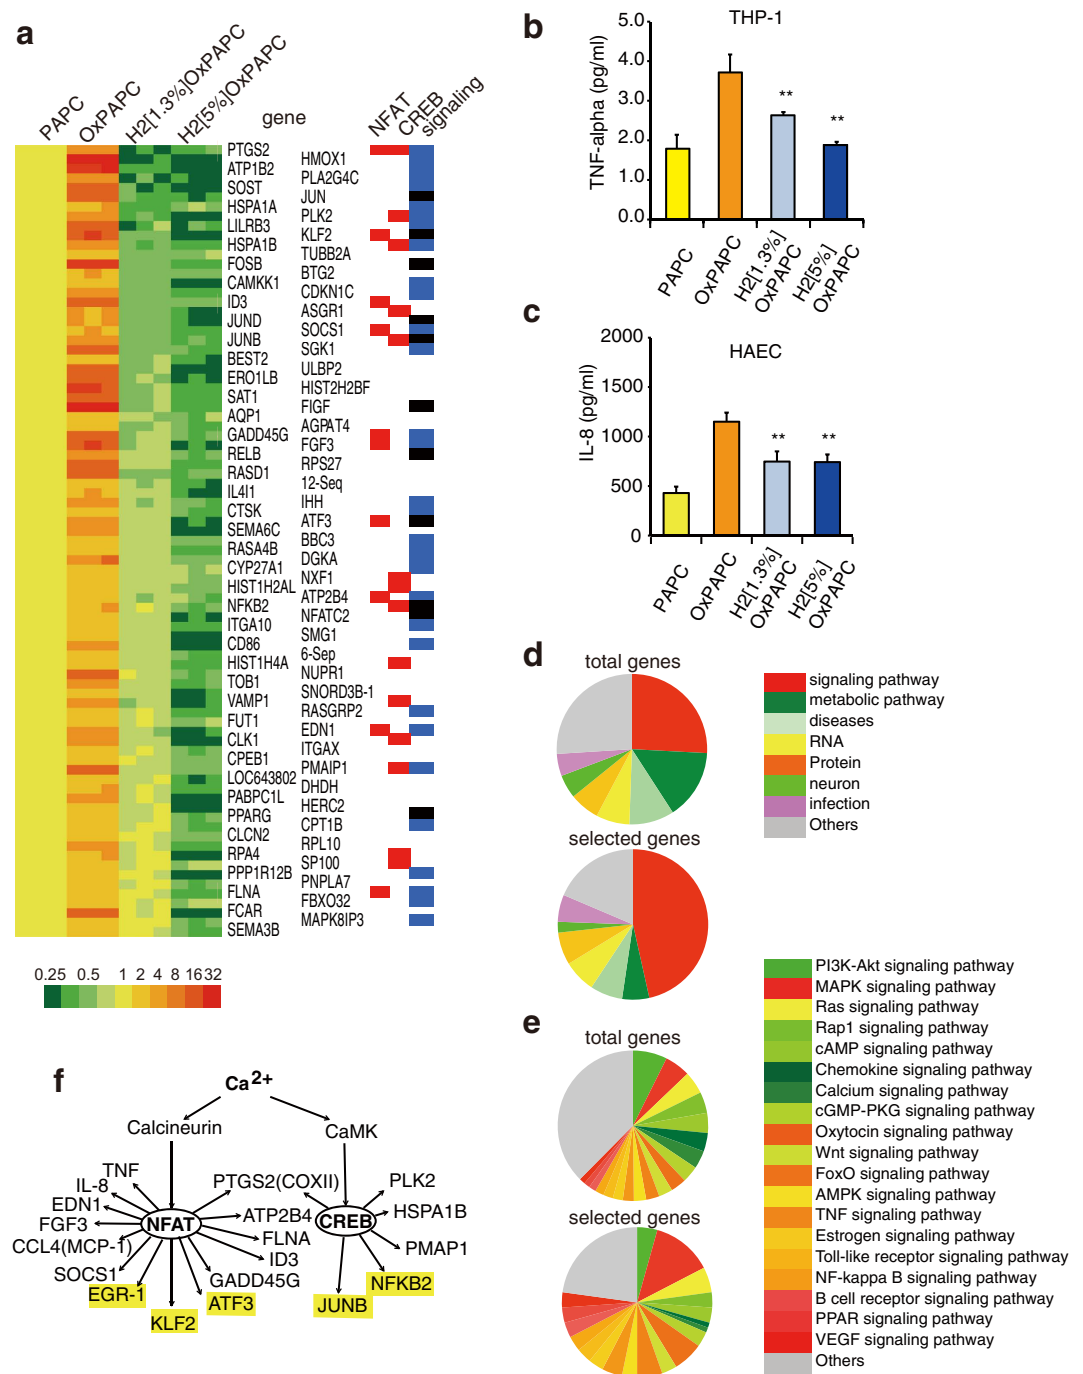 a
PAPC
OxPAPC
H2[1.3%]OxPAPC
H2[5%]OxPAPC
gene
NFAT
CREB
signaling
PTGS2
HMOX1
ATP1B2
PLA2G4C
SOST
JUN
HSPA1A
PLK2
LILRB3
KLF2
HSPA1B
TUBB2A
FOSB
BTG2
CAMKK1
CDKN1C
ID3
ASGR1
JUND
SOCS1
JUNB
SGK1
BEST2
ULBP2
ERO1LB
HIST2H2BF
SAT1
FIGF
AQP1
AGPAT4
GADD45G
FGF3
RELB
RPS27
RASD1
12-Seq
IL4I1
IHH
CTSK
ATF3
SEMA6C
BBC3
RASA4B
DGKA
CYP27A1
NXF1
HIST1H2AL
ATP2B4
NFKB2
NFATC2
ITGA10
SMG1
CD86
6-Sep
HIST1H4A
NUPR1
TOB1
SNORD3B-1
VAMP1
RASGRP2
FUT1
EDN1
CLK1
ITGAX
CPEB1
PMAIP1
LOC643802
DHDH
PABPC1L
HERC2
PPARG
CPT1B
CLCN2
RPL10
RPA4
SP100
PPP1R12B
PNPLA7
FLNA
FBXO32
FCAR
MAPK8IP3
SEMA3B
0.25 0.5 1 2 4 8 16 32
b
THP-1
TNF-alpha (pg/ml)
5.0
4.0
3.0
2.0
1.0
0.0
**
**
PAPC
OxPAPC
H2[1.3%]
OxPAPC
H2[5%]
OxPAPC
c
HAEC
IL-8 (pg/ml)
2000
1500
1000
500
0
**
**
PAPC
OxPAPC
H2[1.3%]
OxPAPC
H2[5%]
OxPAPC
d
total genes
selected genes
signaling pathway
metabolic pathway
diseases
RNA
Protein
neuron
infection
Others
e
total genes
selected genes
PI3K-Akt signaling pathway
MAPK signaling pathway
Ras signaling pathway
Rap1 signaling pathway
cAMP signaling pathway
Chemokine signaling pathway
Calcium signaling pathway
cGMP-PKG signaling pathway
Oxytocin signaling pathway
Wnt signaling pathway
FoxO signaling pathway
AMPK signaling pathway
TNF signaling pathway
Estrogen signaling pathway
Toll-like receptor signaling pathway
NF-kappa B signaling pathway
B cell receptor signaling pathway
PPAR signaling pathway
VEGF signaling pathway
Others
f
Ca2+
Calcineurin
CaMK
TNF
IL-8
EDN1
FGF3
CCL4(MCP-1)
SOCS1
EGR-1
KLF2
ATF3
GADD45G
ID3
FLNA
ATP2B4
PTGS2(COXII)
NFAT
CREB
PLK2
HSPA1B
PMAP1
NFKB2
JUNB